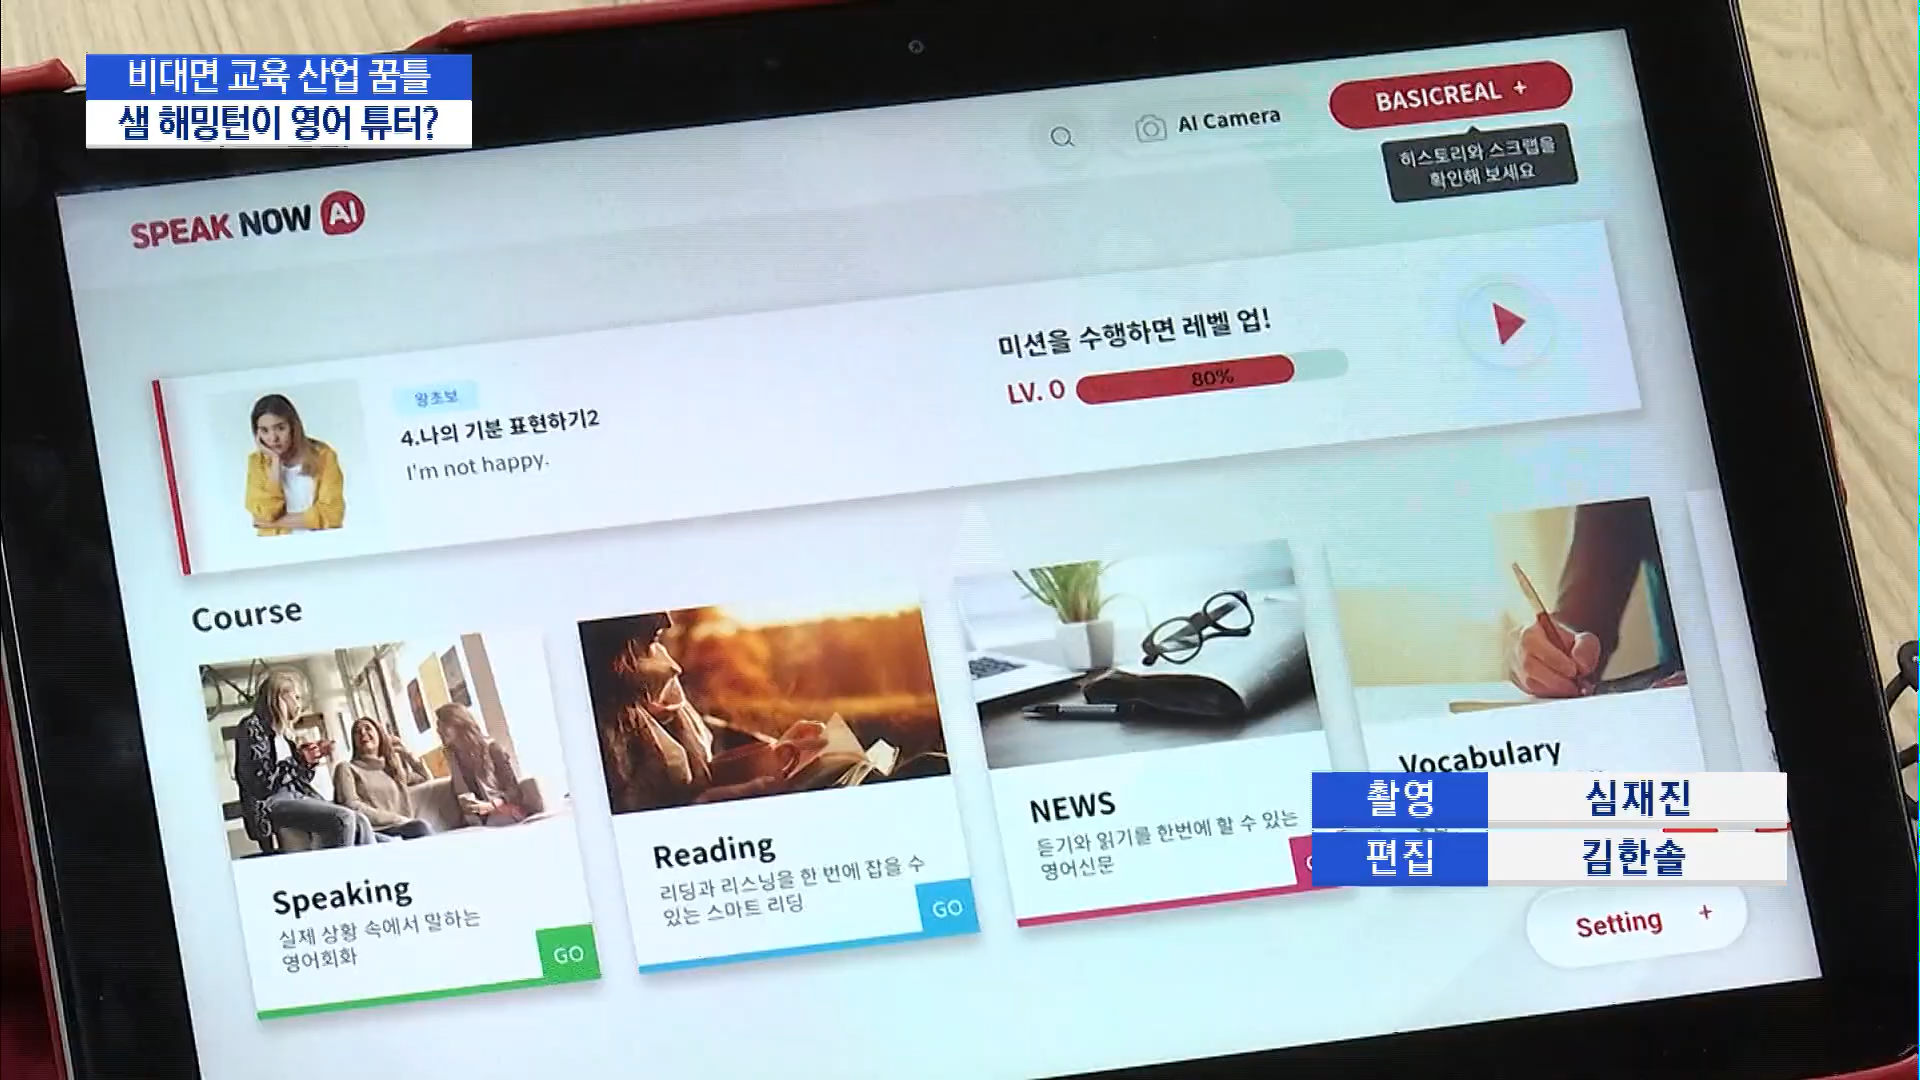 비대면 교육 산업 꿈틀
샘 해밍턴이 영어 튜터?
AI Camera
BASICREAL +
히스토리와 스크랩을
확인해 보세요
SPEAK NOW AI
미션을 수행하면 레벨 업!
LV. 0
80%
왕초보
4.나의 기분 표현하기2
I'm not happy.
Course
Speaking
실제 상황 속에서 말하는
영어회화
GO
Reading
리딩과 리스닝을 한 번에 잡을 수
있는 스마트 리딩
GO
NEWS
듣기와 읽기를 한번에 할 수 있는
영어신문
Vocabulary
촬영 심재진
편집 김한솔
Setting +